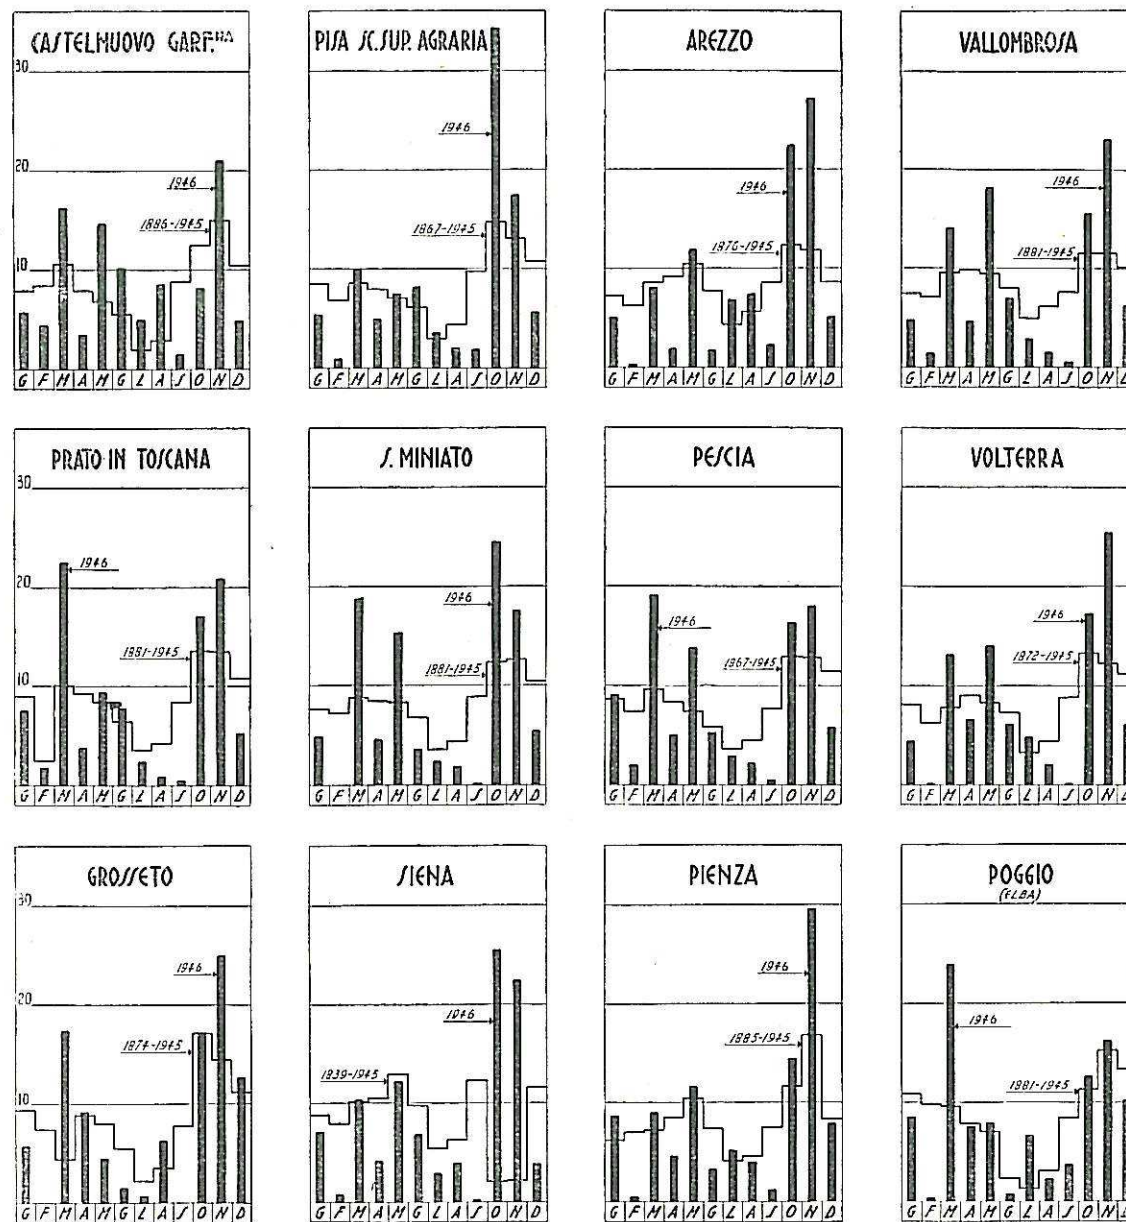 CASTELNUOVO GARF.NA
30
20
10
1946
1886-1945
G F M A M G L A S O N D
PISA SC. SUP. AGRARIA
1946
1867-1945
G F M A M G L A S O N D
AREZZO
1946
1876-1945
G F M A M G L A S O N D
VALLOMBROSA
1946
1881-1945
G F M A M G L A S O N D
PRATO IN TOSCANA
30
20
10
1946
1881-1945
G F M A M G L A S O N D
S. MINIATO
1946
1881-1945
G F M A M G L A S O N D
PESCIA
1946
1867-1945
G F M A M G L A S O N D
VOLTERRA
1946
1872-1945
G F M A M G L A S O N D
GROSSETO
30
20
10
1946
1874-1945
G F M A M G L A S O N D
SIENA
1946
1839-1945
G F M A M G L A S O N D
PIENZA
1946
1885-1945
G F M A M G L A S O N D
POGGIO
(ELBA)
1946
1881-1945
G F M A M G L A S O N D